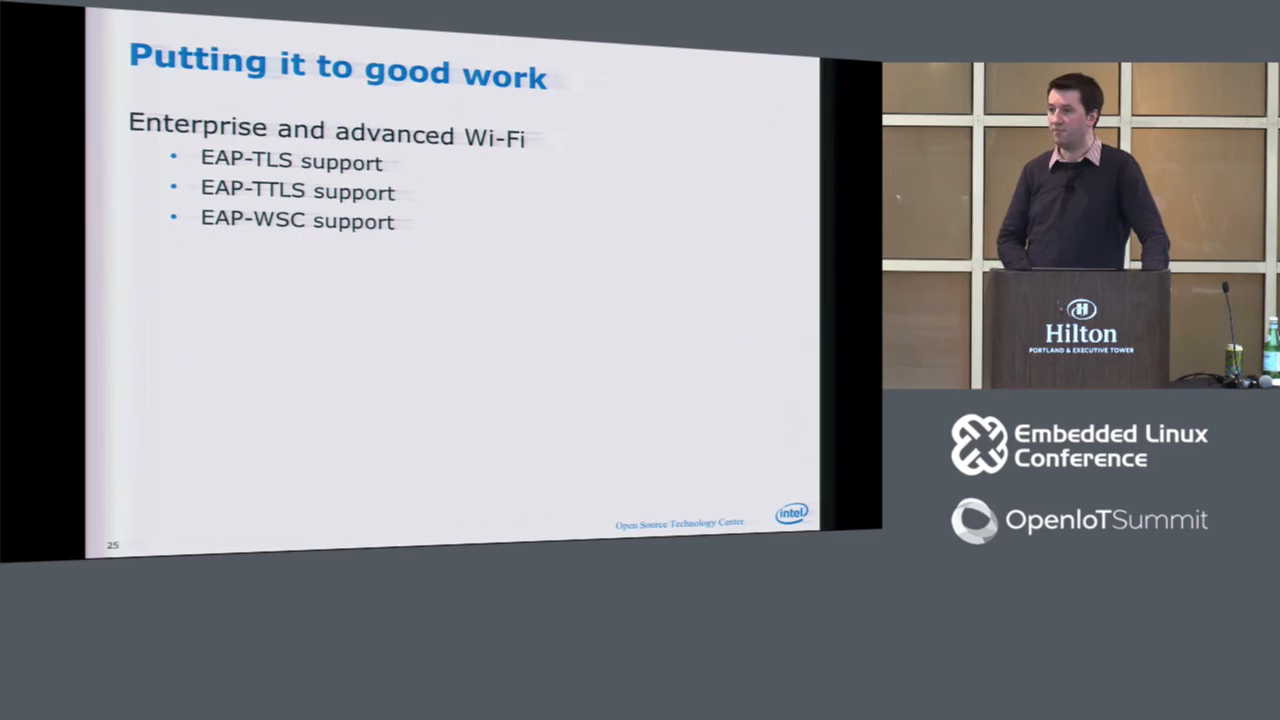 Putting it to good work
Enterprise and advanced Wi-Fi
• EAP-TLS support
• EAP-TTLS support
• EAP-WSC support
25
Open Source Technology Center
intel
H
Hilton
PORTLAND & EXECUTIVE TOWER
Embedded Linux
Conference
OpenIoTSummit